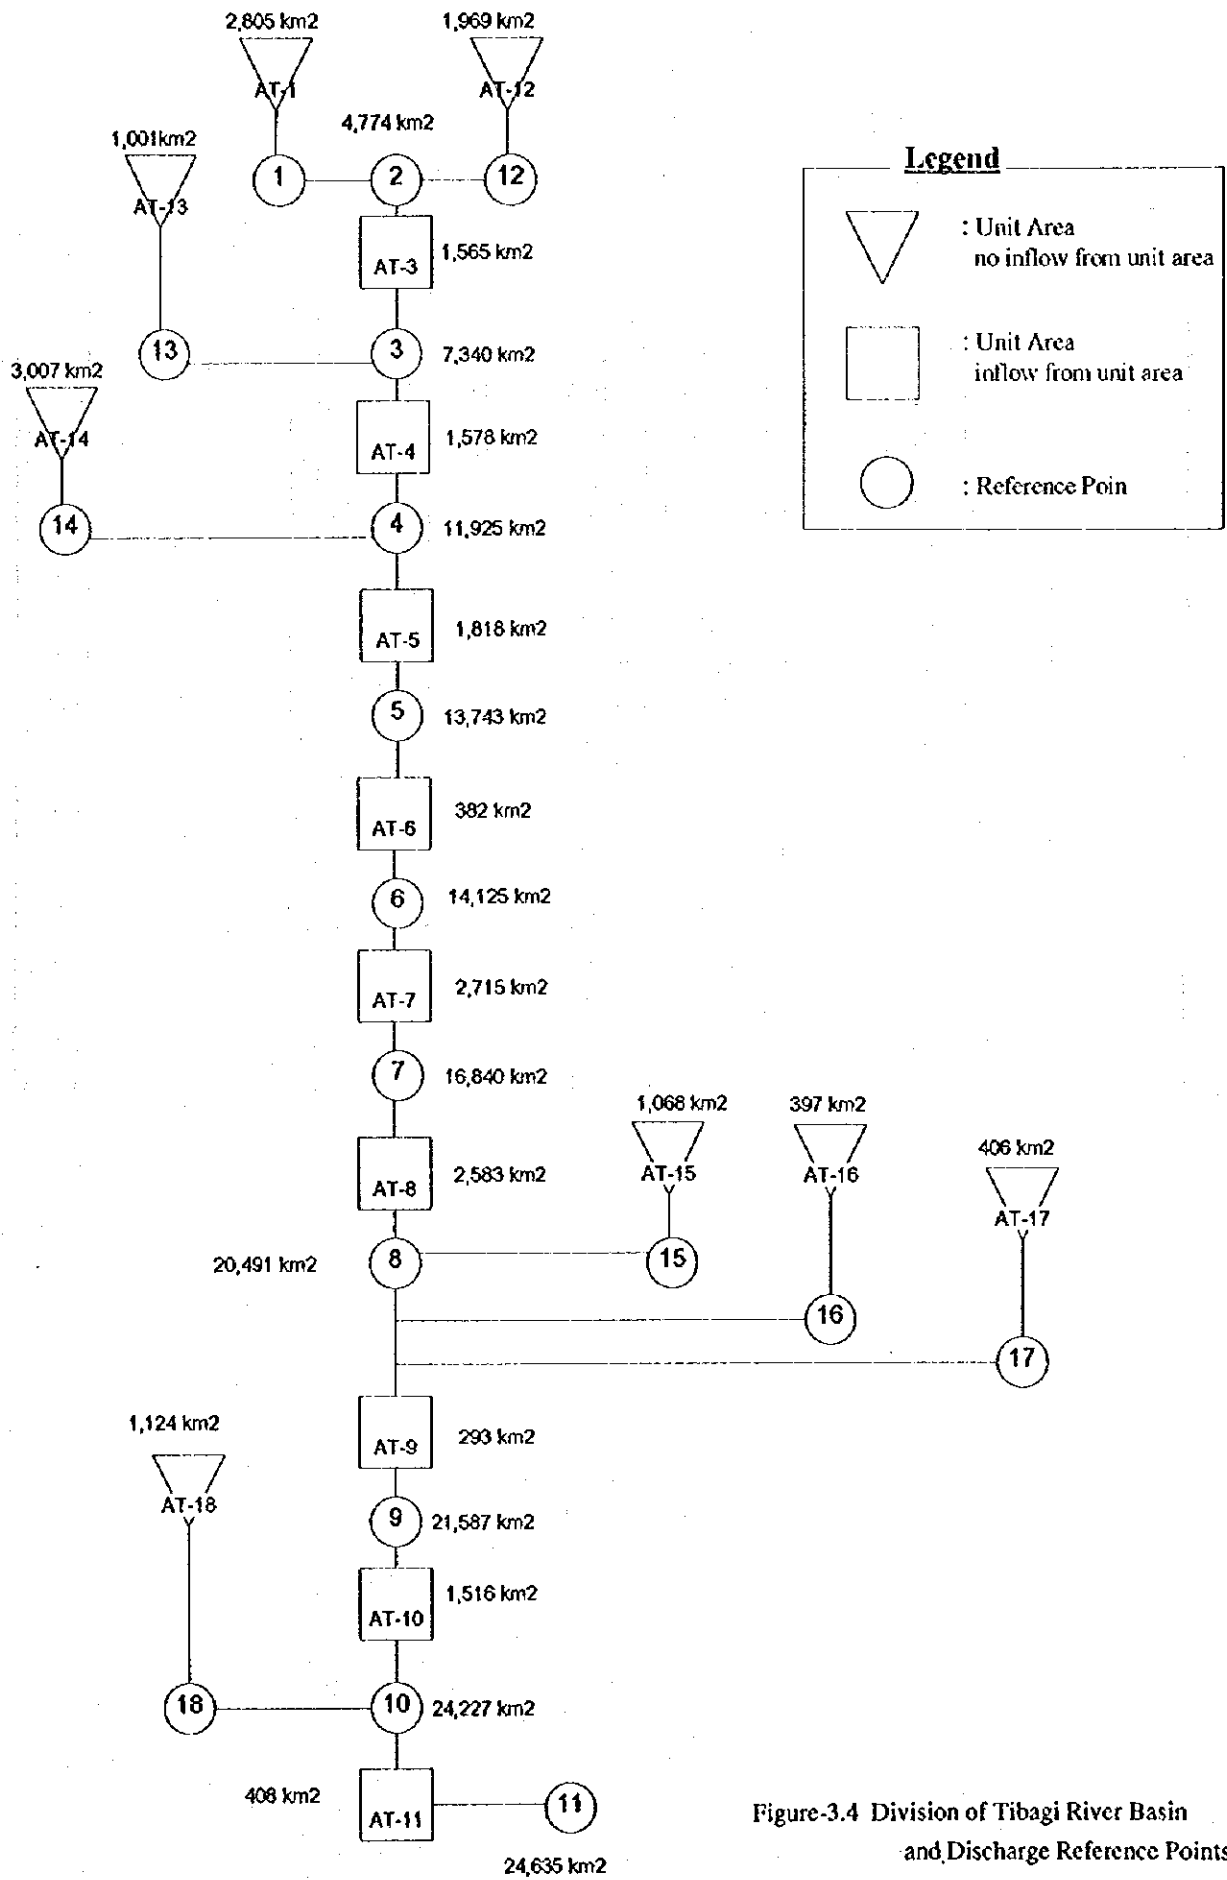 2,805 km2
1,969 km2
AT-1
AT-12
4,774 km2
1,001km2
1
2
12
AT-13
AT-3
1,565 km2
13
3
7,340 km2
3,007 km2
AT-14
AT-4
1,578 km2
14
4
11,925 km2
AT-5
1,818 km2
5
13,743 km2
AT-6
382 km2
6
14,125 km2
AT-7
2,715 km2
7
16,840 km2
1,068 km2
397 km2
406 km2
AT-8
2,583 km2
AT-15
AT-16
AT-17
20,491 km2
8
15
16
17
1,124 km2
AT-9
293 km2
AT-18
9
21,587 km2
AT-10
1,516 km2
18
10
24,227 km2
408 km2
AT-11
11
24,635 km2
Legend
: Unit Area
no inflow from unit area
: Unit Area
inflow from unit area
: Reference Poin
Figure-3.4 Division of Tibagi River Basin
and Discharge Reference Points